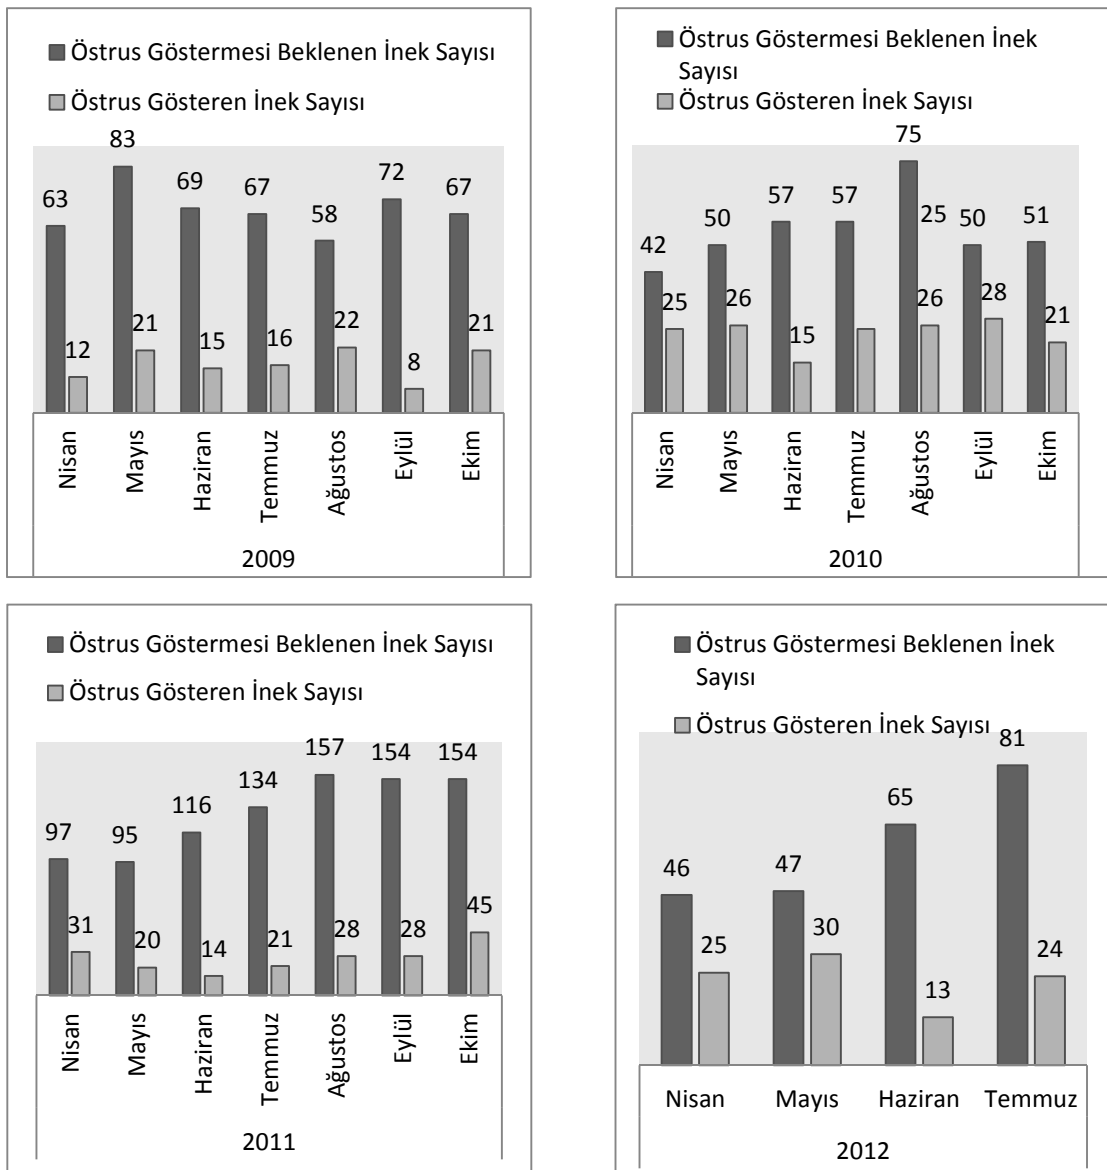 Östrus Göstermesi Beklenen İnek Sayısı
Östrus Gösteren İnek Sayısı
83
63
69
67
58
72
67
12
21
15
16
22
8
21
Nisan
Mayıs
Haziran
Temmuz
Ağustos
Eylül
Ekim
2009
Östrus Göstermesi Beklenen İnek
Sayısı
Östrus Gösteren İnek Sayısı
75
42
50
57
57
25
50
51
25
26
15
26
28
21
Nisan
Mayıs
Haziran
Temmuz
Ağustos
Eylül
Ekim
2010
Östrus Göstermesi Beklenen İnek Sayısı
Östrus Gösteren İnek Sayısı
97
95
116
134
157
154
154
31
20
14
21
28
28
45
Nisan
Mayıs
Haziran
Temmuz
Ağustos
Eylül
Ekim
2011
Östrus Göstermesi Beklenen İnek
Sayısı
Östrus Gösteren İnek Sayısı
81
46
47
65
25
30
13
24
Nisan
Mayıs
Haziran
Temmuz
2012